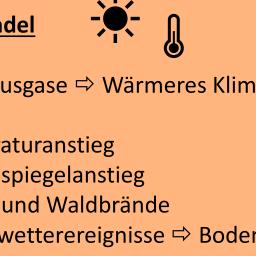 ndel
usgase ⇨ Wärmeres Klim
aturanstieg
spiegelanstieg
und Waldbrände
wetterereignisse ⇨ Boden